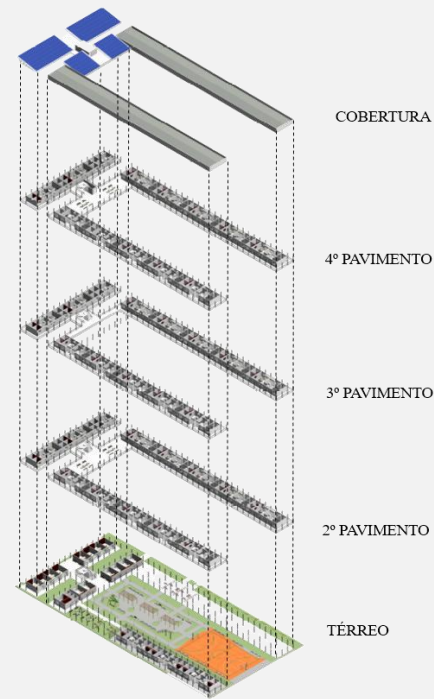 COBERTURA
4º PAVIMENTO
3º PAVIMENTO
2º PAVIMENTO
TÉRREO